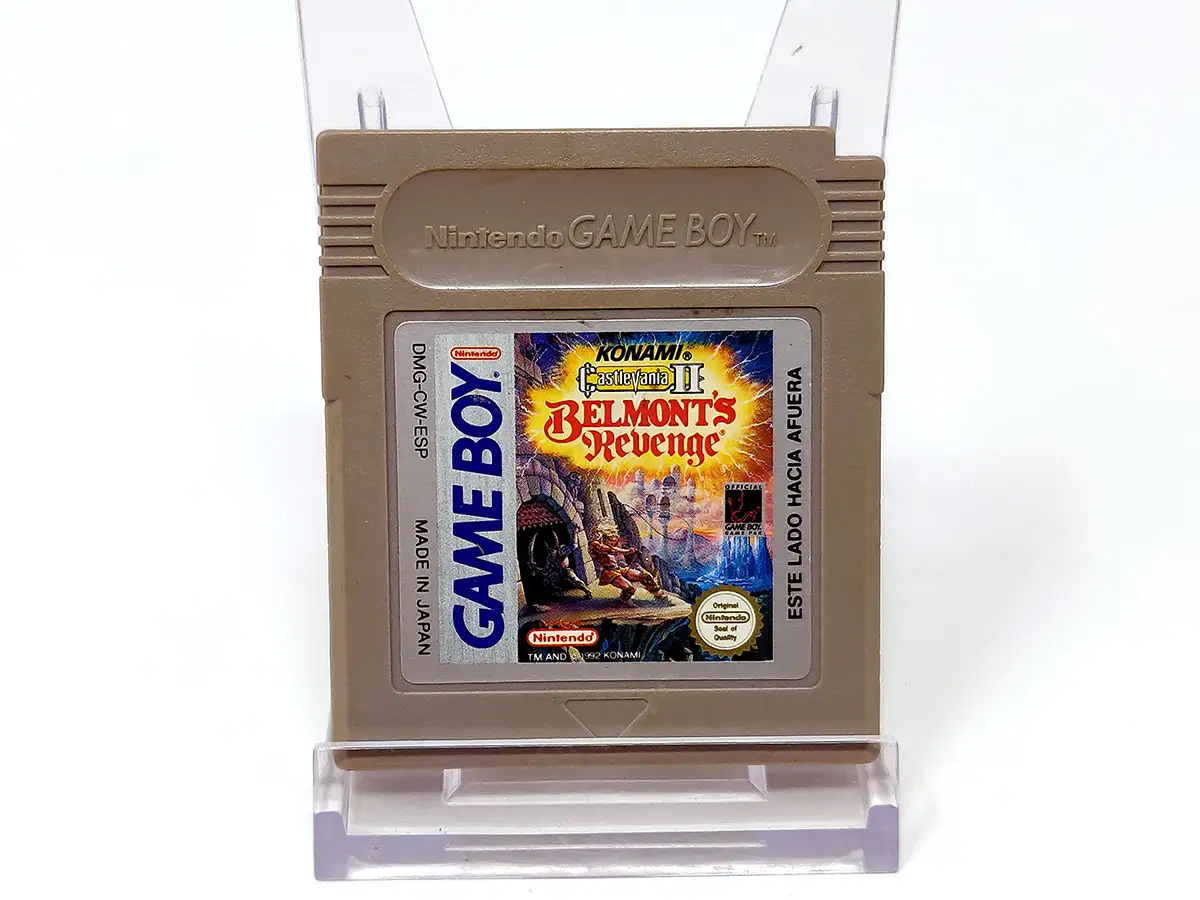 Nintendo GAME BOY TM
DMG-CW-ESP
MADE IN JAPAN
Nintendo
GAME BOY
KONAMI®
Castlevania II
BELMONT'S
Revenge
OFFICIAL
GAME BOY
GAME PAK
Original
Nintendo
Seal of
Quality
Nintendo
TM AND ©1992 KONAMI
ESTE LADO HACIA AFUERA